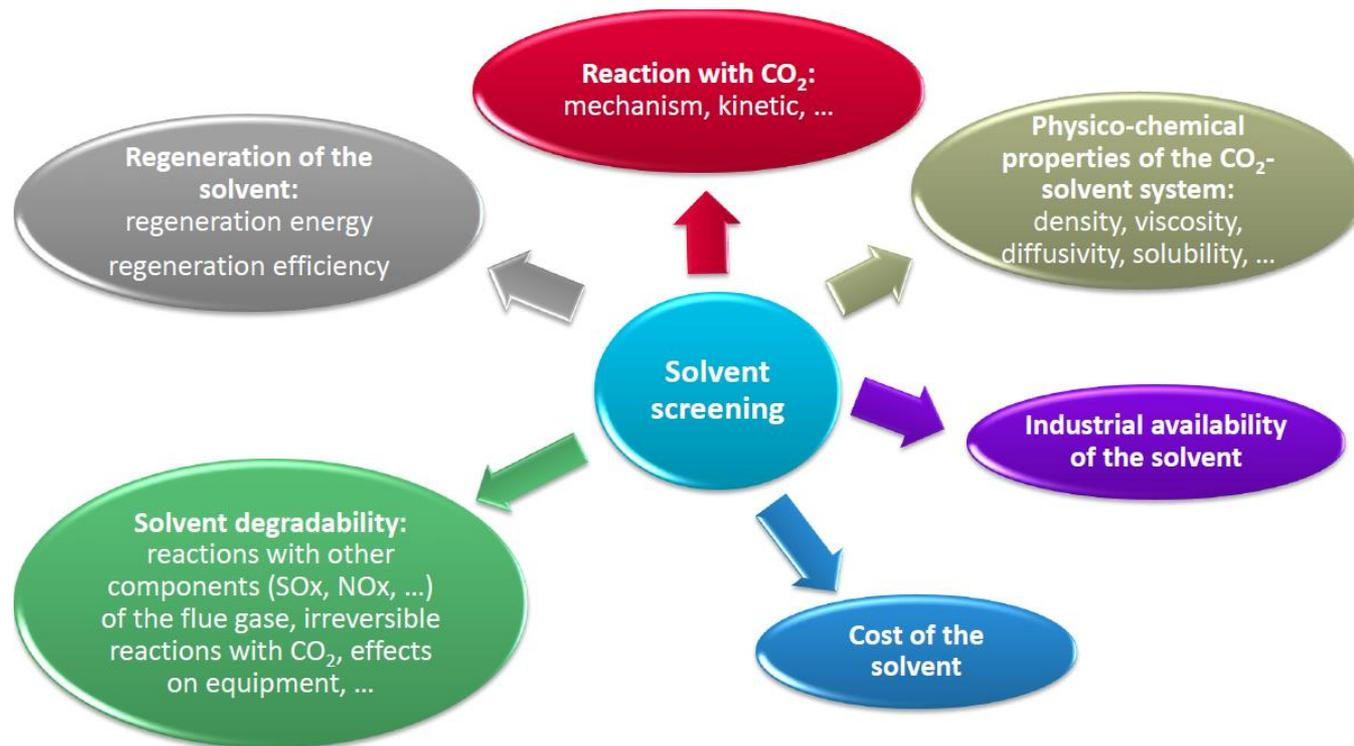 Reaction with CO₂:
mechanism, kinetic, ...
Physico-chemical
properties of the CO₂-
solvent system:
density, viscosity,
diffusivity, solubility, ...
Regeneration of the
solvent:
regeneration energy
regeneration efficiency
Solvent
screening
Industrial availability
of the solvent
Solvent degradability:
reactions with other
components (SOx, NOx, ...)
of the flue gase, irreversible
reactions with CO₂, effects
on equipment, ...
Cost of the
solvent